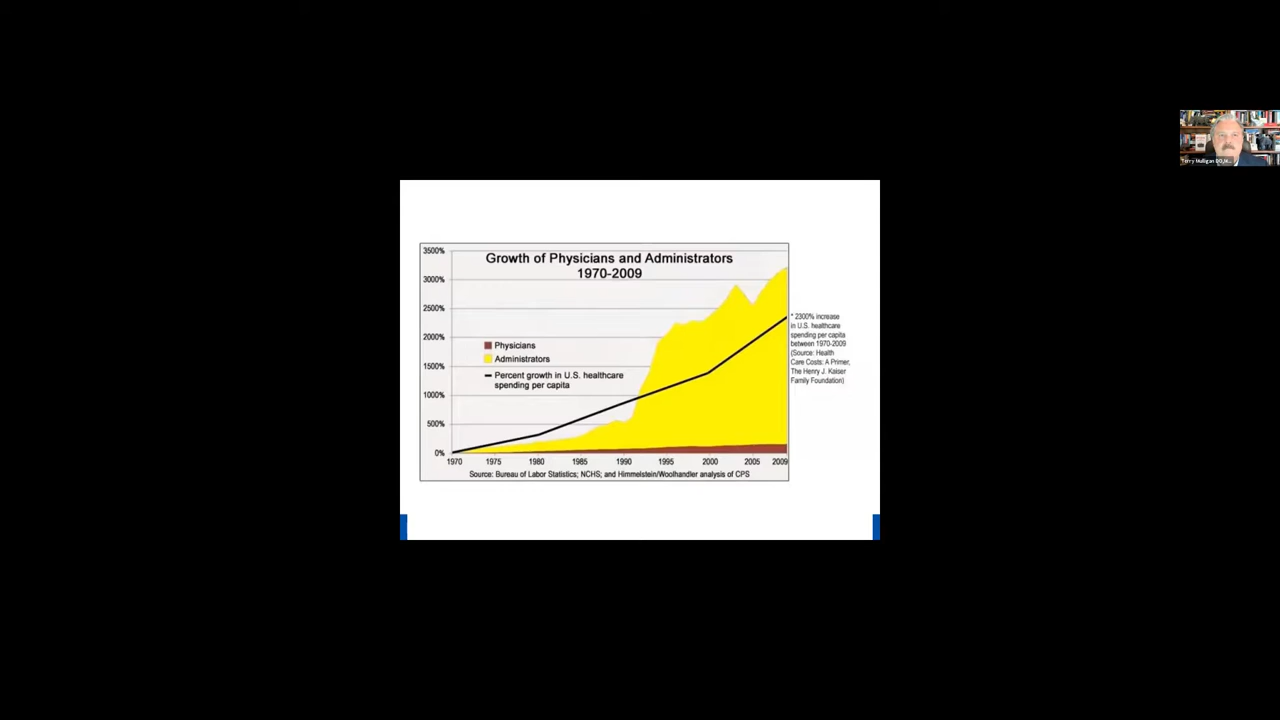 Growth of Physicians and Administrators
1970-2009
3500%
3000%
2500%
2000%
1500%
1000%
500%
0%
Physicians
Administrators
Percent growth in U.S. healthcare
spending per capita
1970 1975 1980 1985 1990 1995 2000 2005 2009
Source: Bureau of Labor Statistics; NCHS; and Himmelstein/Woolhandler analysis of CPS
* 2300% increase
in U.S. healthcare
spending per capita
between 1970-2009
(Source: Health
Care Costs: A Primer,
The Henry J. Kaiser
Family Foundation)
Terry Mulligan DO,M...